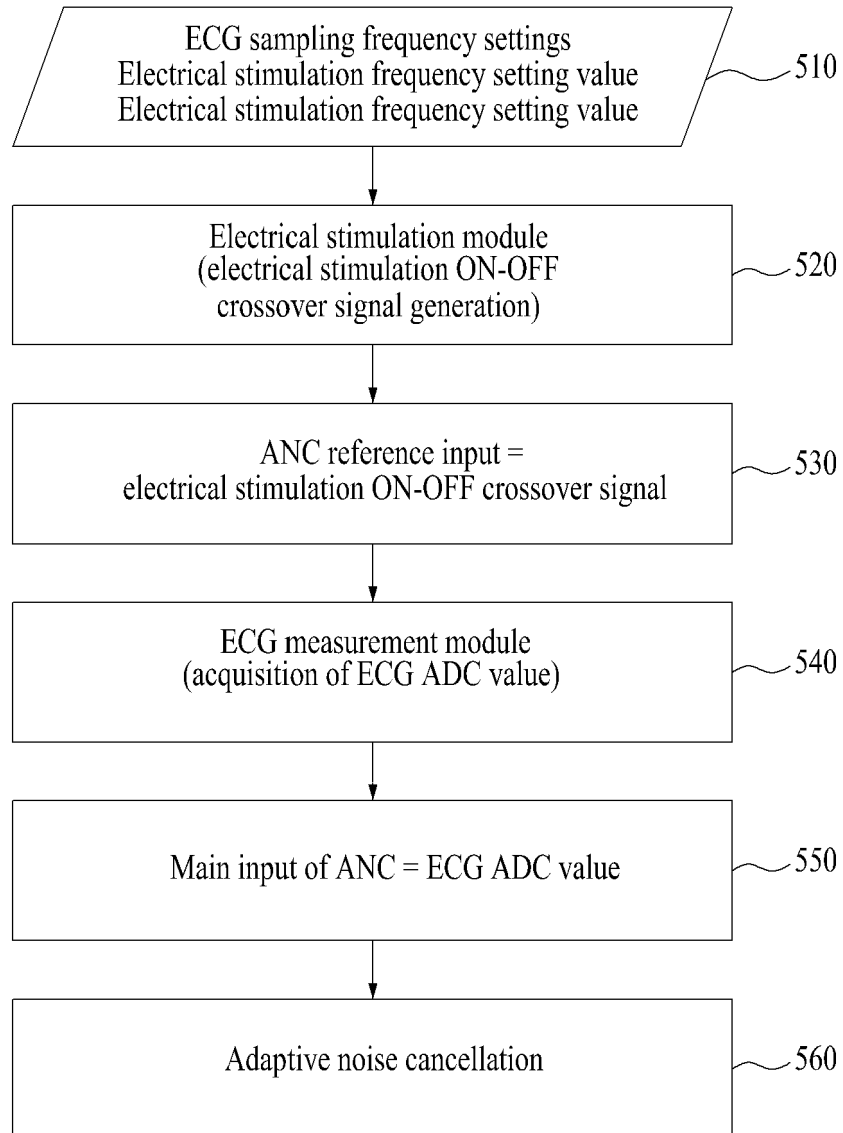 ECG sampling frequency settings
Electrical stimulation frequency setting value
Electrical stimulation frequency setting value
510
Electrical stimulation module
(electrical stimulation ON-OFF
crossover signal generation)
520
ANC reference input =
electrical stimulation ON-OFF crossover signal
530
ECG measurement module
(acquisition of ECG ADC value)
540
Main input of ANC = ECG ADC value
550
Adaptive noise cancellation
560